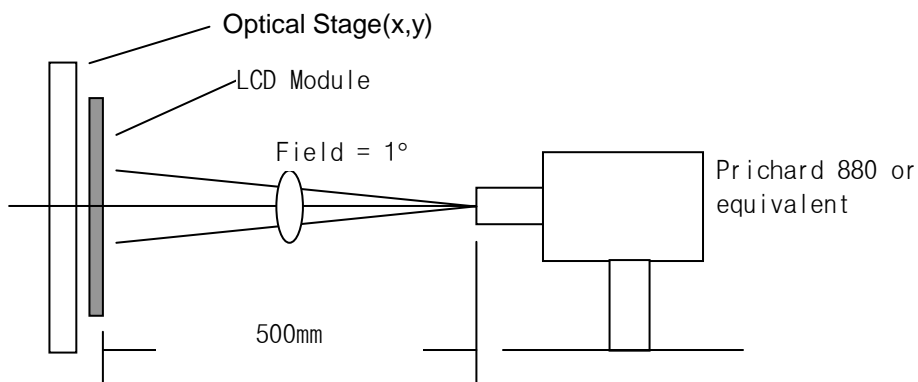 Optical Stage(x,y)
LCD Module
Field = 1°
Prichard 880 or
equivalent
500mm